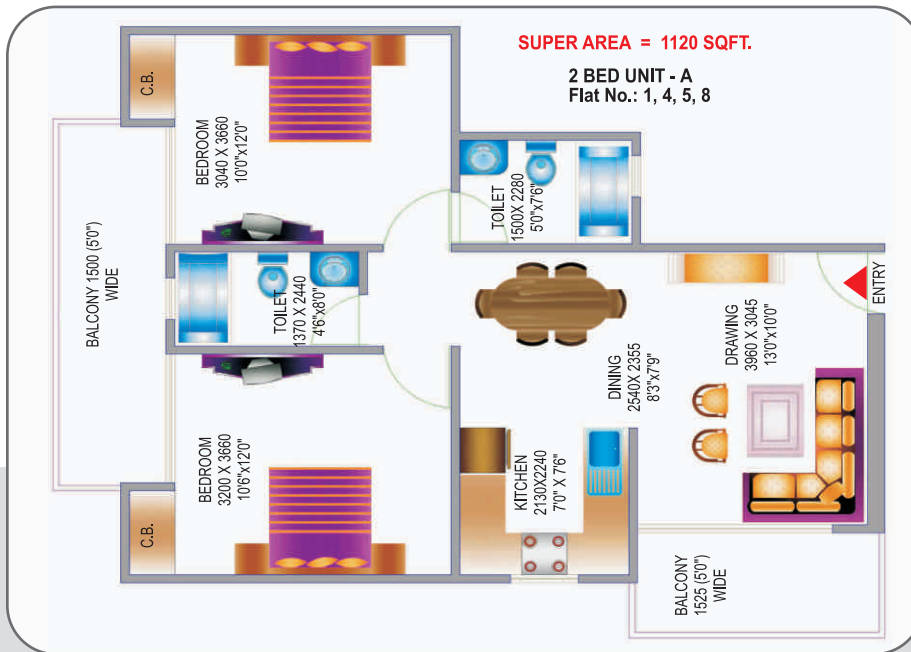 SUPER AREA = 1120 SQFT.
2 BED UNIT - A
Flat No.: 1, 4, 5, 8
C.B.
BEDROOM
3040 X 3660
10'0"x12'0"
TOILET
1500X 2280
5'0"x7'6"
BALCONY 1500 (5'0")
WIDE
TOILET
1370 X 2440
4'6"x8'0"
ENTRY
DRAWING
3960 X 3045
13'0"x10'0"
DINING
2540X 2355
8'3"x7'9"
BEDROOM
3200 X 3660
10'6"x12'0"
KITCHEN
2130X2240
7'0" X 7'6"
C.B.
BALCONY
1525 (5'0")
WIDE